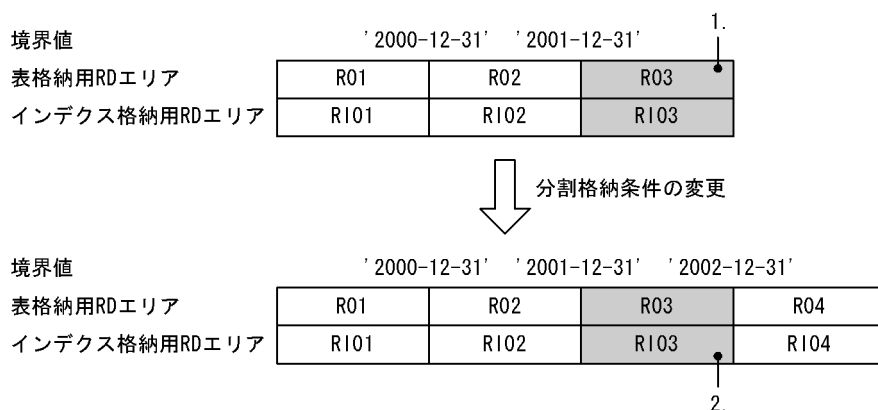 1.
境界値 '2000-12-31' '2001-12-31'
表格納用RDエリア R01 R02 R03
インデクス格納用RDエリア RI01 RI02 RI03
分割格納条件の変更
境界値 '2000-12-31' '2001-12-31' '2002-12-31'
表格納用RDエリア R01 R02 R03 R04
インデクス格納用RDエリア RI01 RI02 RI03 RI04
2.